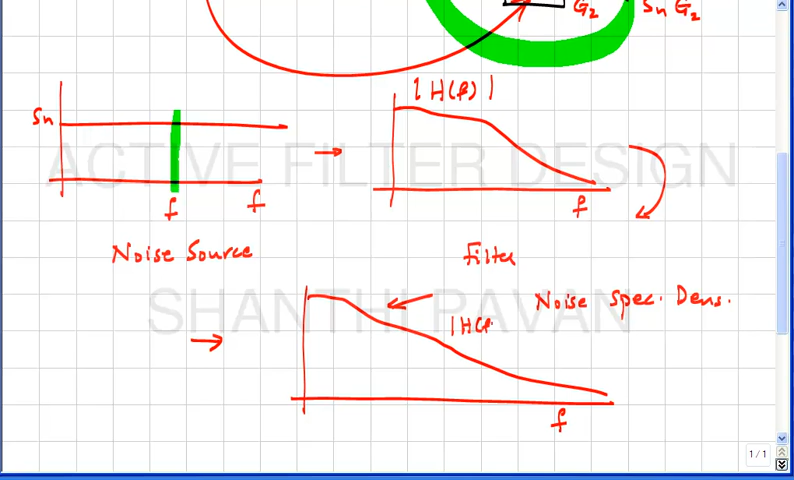 G₂ Sn G₂
|H(f)|
Sn
ACTIVE FILTER DESIGN
f f f
Noise Source Filter
SHANTHI PAVAN
Noise Spec. Dens.
|H(f
f
1/1